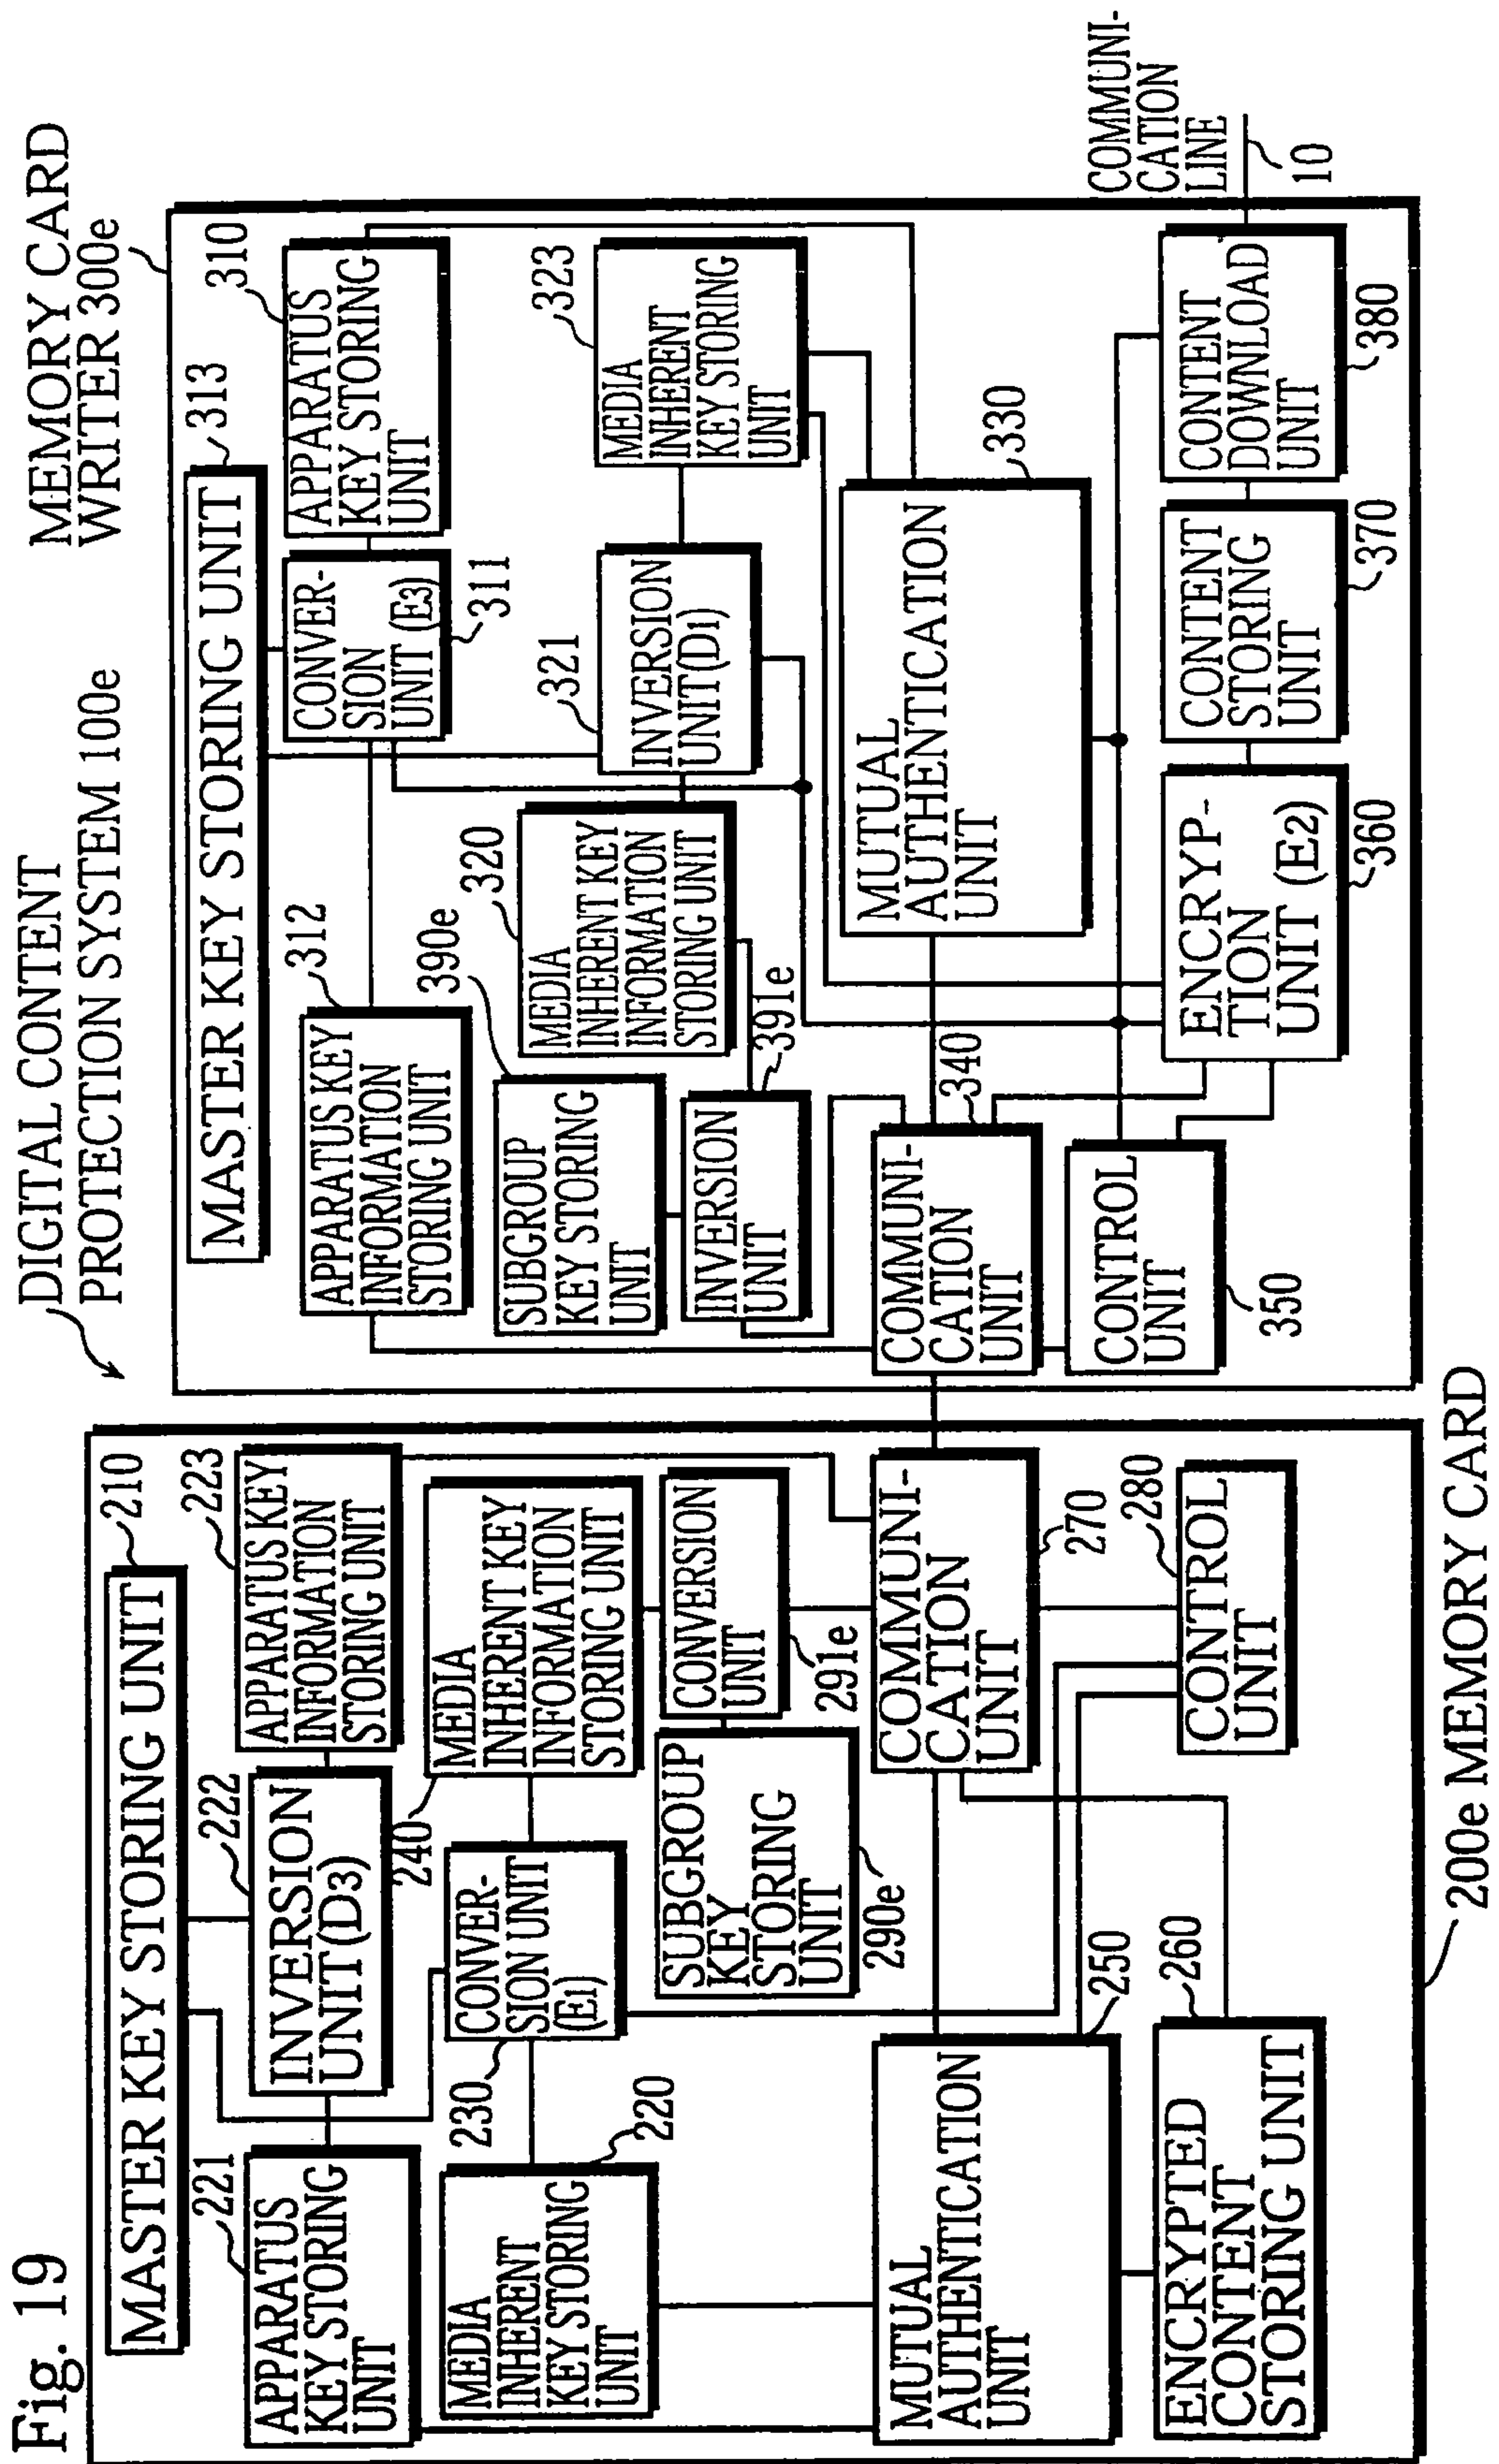 Fig. 19
DIGITAL CONTENT
PROTECTION SYSTEM 100e
MEMORY CARD
WRITER 300e
MASTER KEY STORING UNIT
210
221
APPARATUS
KEY STORING
UNIT
222
INVERSION
UNIT(D3)
223
APPARATUS KEY
INFORMATION
STORING UNIT
MEDIA
INHERENT
KEY STORING
UNIT
220
230
CONVER-
SION UNIT
(E1)
240
MEDIA
INHERENT KEY
INFORMATION
STORING UNIT
SUBGROUP
KEY
STORING
UNIT
290e
CONVERSION
UNIT
291e
MUTUAL
AUTHENTICATION
UNIT
250
COMMUNI-
CATION
UNIT
270
ENCRYPTED
CONTENT
STORING UNIT
260
CONTROL
UNIT
280
200e MEMORY CARD
MASTER KEY STORING UNIT
313
312
APPARATUS KEY
INFORMATION
STORING UNIT
CONVER-
SION
UNIT (E3)
311
APPARATUS
KEY STORING
UNIT
310
390e
SUBGROUP
KEY STORING
UNIT
INVERSION
UNIT
391e
320
MEDIA
INHERENT KEY
INFORMATION
STORING UNIT
321
INVERSION
UNIT(D1)
323
MEDIA
INHERENT
KEY STORING
UNIT
COMMUNI-
CATION
UNIT
340
MUTUAL
AUTHENTICATION
UNIT
330
CONTROL
UNIT
350
ENCRYP-
TION
UNIT (E2)
360
CONTENT
STORING
UNIT
370
CONTENT
DOWNLOAD
UNIT
380
COMMUNI-
CATION
LINE
10